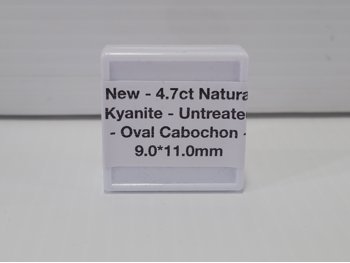 New - 4.7ct Natura
Kyanite - Untreate
- Oval Cabochon -
9.0*11.0mm